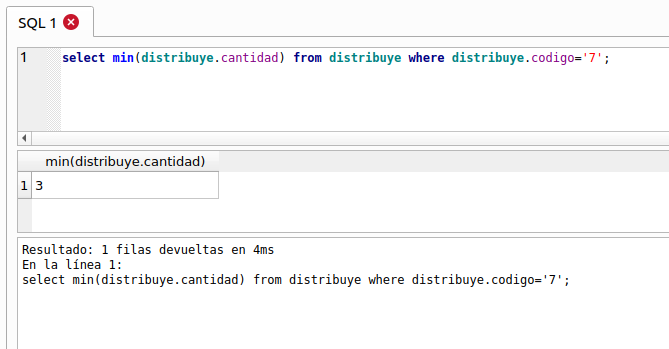 SQL 1
1 select min(distribuye.cantidad) from distribuye where distribuye.codigo='7';
min(distribuye.cantidad)
1 3
Resultado: 1 filas devueltas en 4ms
En la línea 1:
select min(distribuye.cantidad) from distribuye where distribuye.codigo='7';